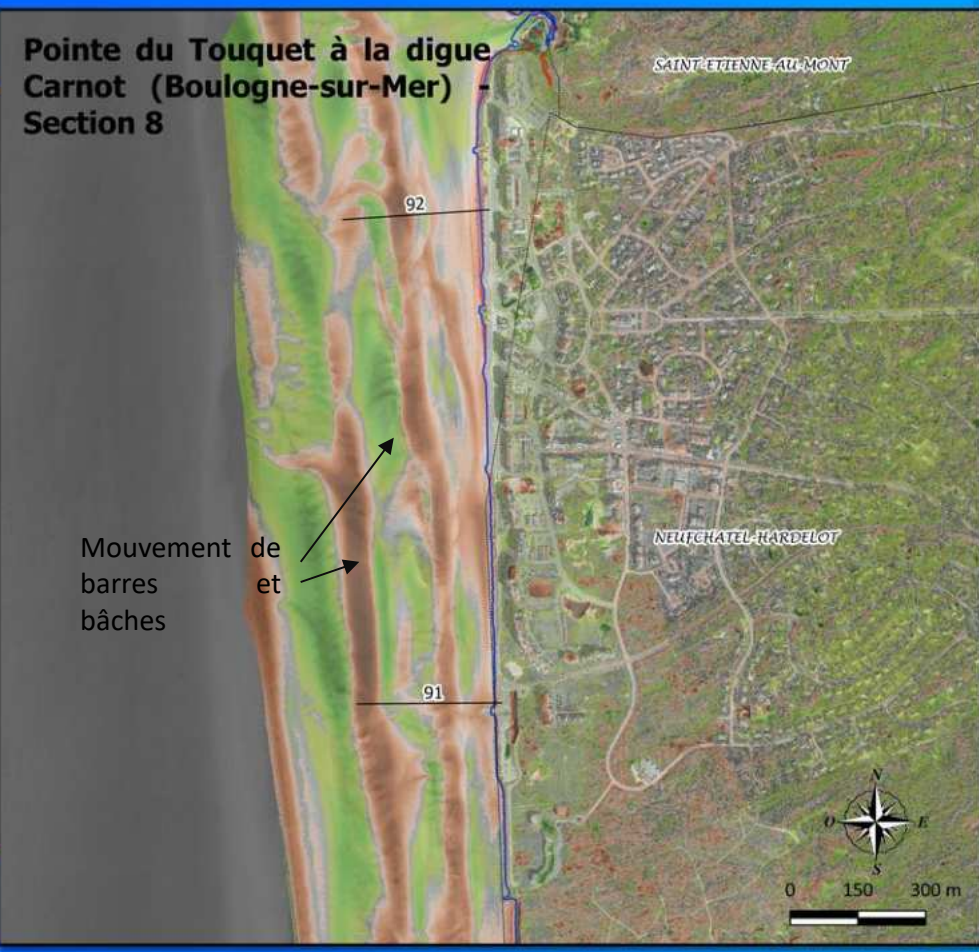 Pointe du Touquet à la digue
Carnot (Boulogne-sur-Mer) -
Section 8
SAINT-ETIENNE-AU-MONT
92
Mouvement de
barres et
bâches
NEUFCHATEL-HARDELOT
91
N
O E
S
0 150 300 m